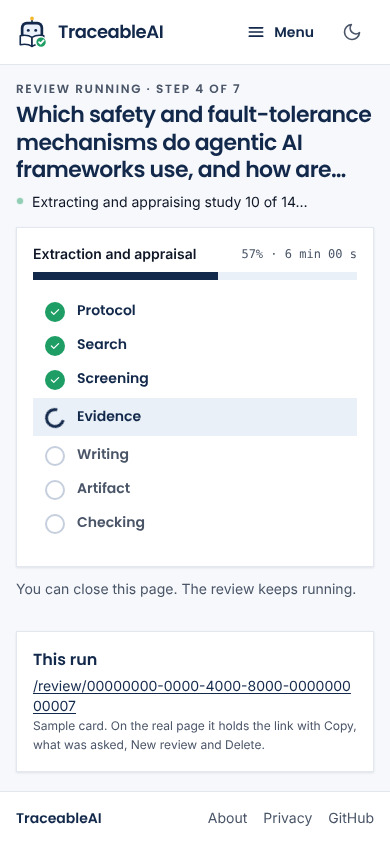 TraceableAI
Menu
REVIEW RUNNING · STEP 4 OF 7
Which safety and fault-tolerance
mechanisms do agentic AI
frameworks use, and how are...
Extracting and appraising study 10 of 14...
Extraction and appraisal
57% · 6 min 00 s
Protocol
Search
Screening
Evidence
Writing
Artifact
Checking
You can close this page. The review keeps running.
This run
/review/00000000-0000-4000-8000-0000000
00007
Sample card. On the real page it holds the link with Copy,
what was asked, New review and Delete.
TraceableAI
About
Privacy
GitHub